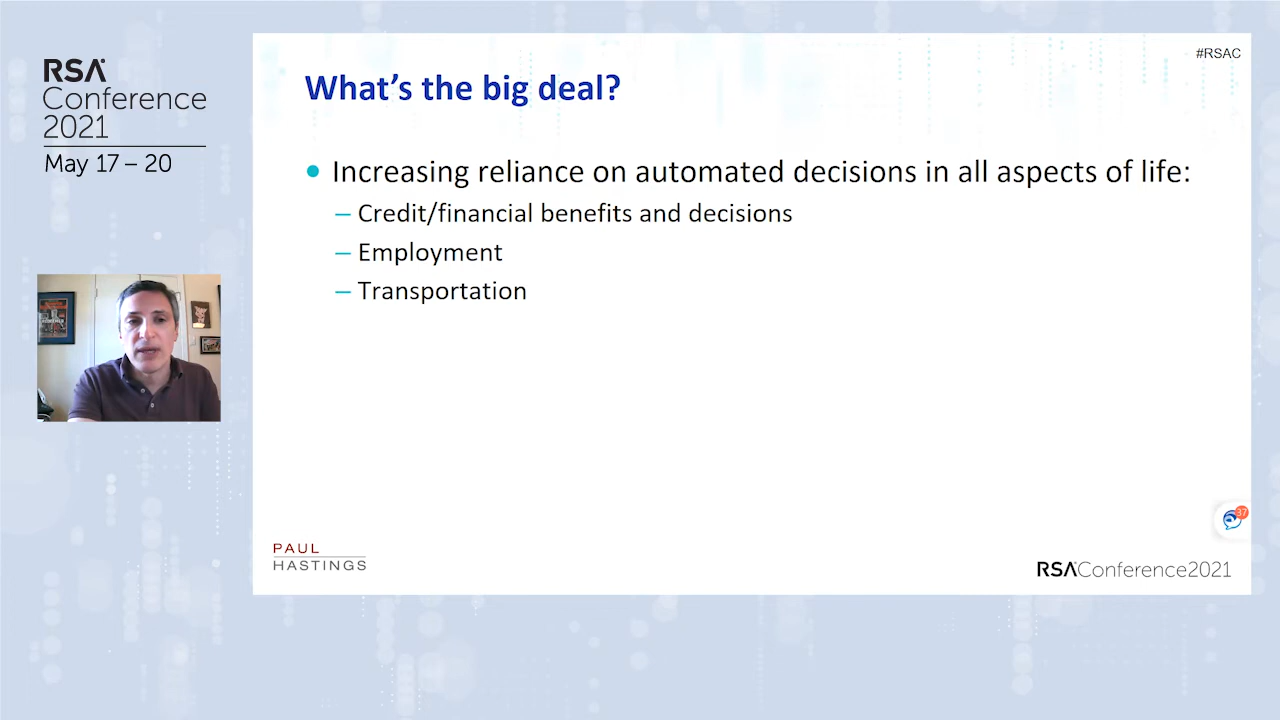 RSA
Conference
2021
May 17 – 20
#RSAC
What's the big deal?
• Increasing reliance on automated decisions in all aspects of life:
– Credit/financial benefits and decisions
– Employment
– Transportation
37
PAUL
HASTINGS
RSAConference2021